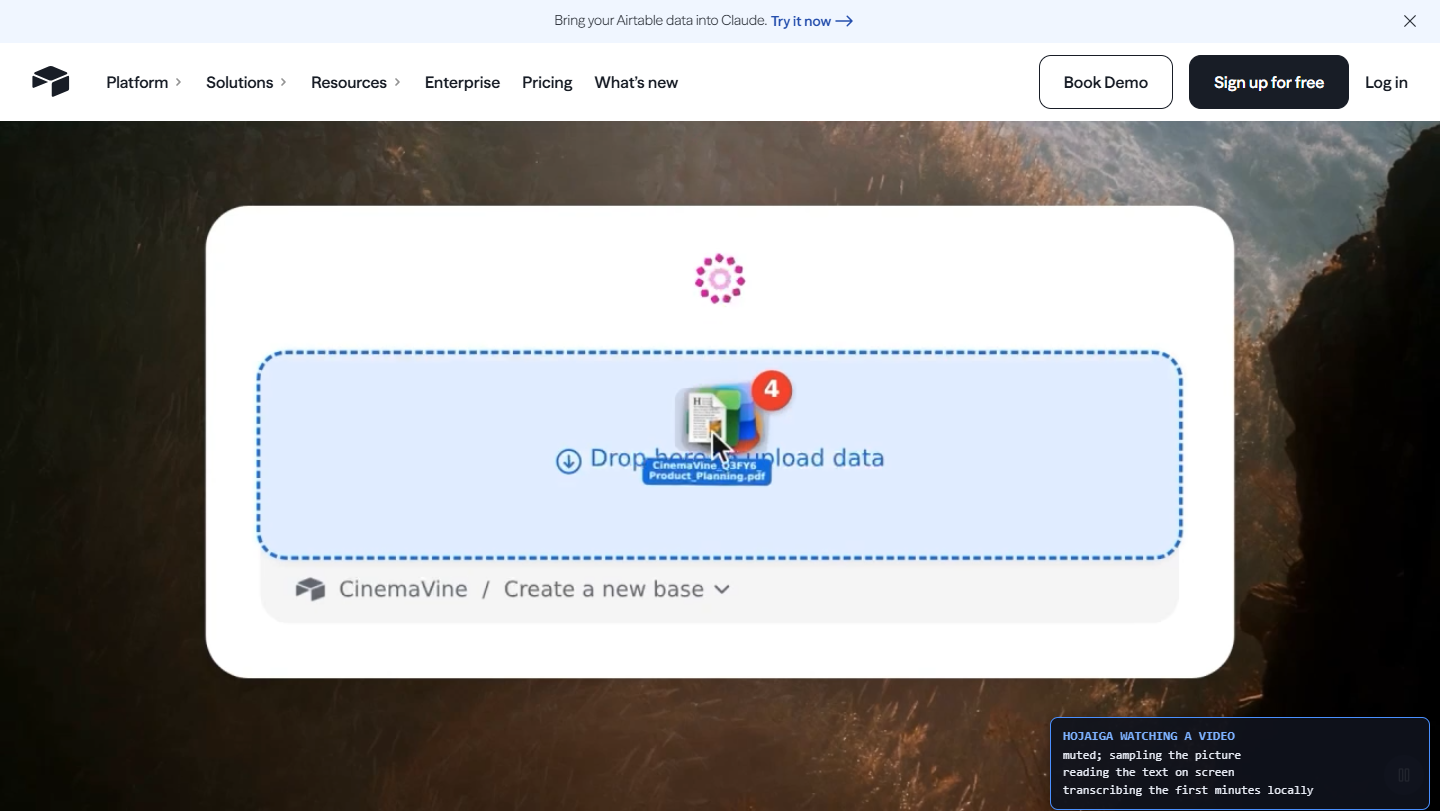 Bring your Airtable data into Claude. Try it now
Platform Solutions Resources Enterprise Pricing What's new Book Demo Sign up for free Log in
4
Drop here upload data
CinemaVine_Q3FY6_
Product_Planning.pdf
CinemaVine / Create a new base
HOJAIGA WATCHING A VIDEO
muted; sampling the picture
reading the text on screen
transcribing the first minutes locally